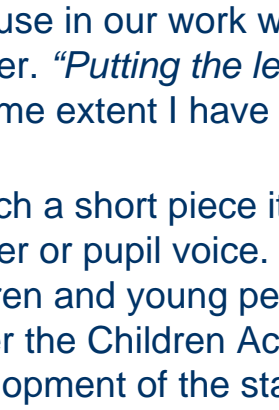 use in our work w
er. “Putting the le
me extent I have
ch a short piece it
er or pupil voice.
ren and young pe
er the Children Ac
opment of the sta